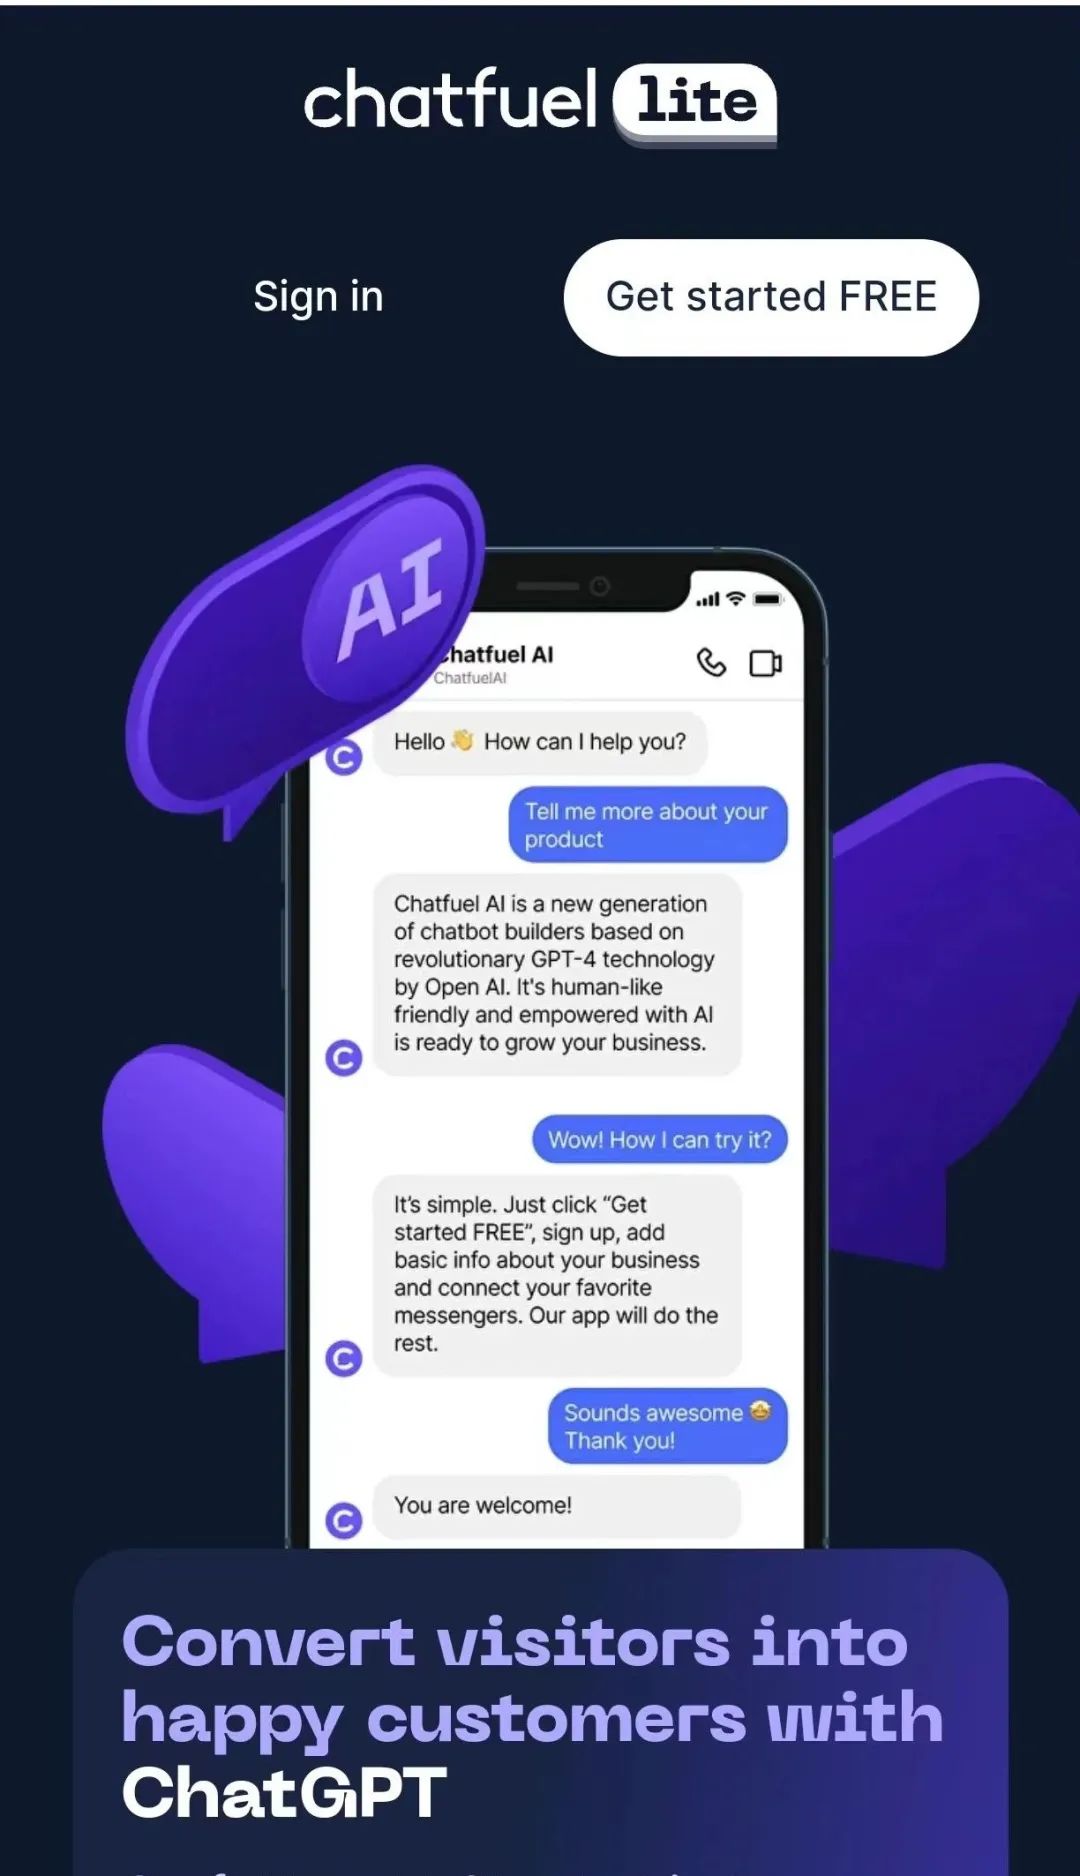 chatfuel lite
Sign in
Get started FREE
AI
hatfuel AI
ChatfuelAI
Hello 👋 How can I help you?
Tell me more about your
product
Chatfuel AI is a new generation
of chatbot builders based on
revolutionary GPT-4 technology
by Open AI. It's human-like
friendly and empowered with AI
is ready to grow your business.
Wow! How I can try it?
It’s simple. Just click “Get
started FREE”, sign up, add
basic info about your business
and connect your favorite
messengers. Our app will do the
rest.
Sounds awesome 🤩
Thank you!
You are welcome!
Convert visitors into
happy customers with
ChatGPT